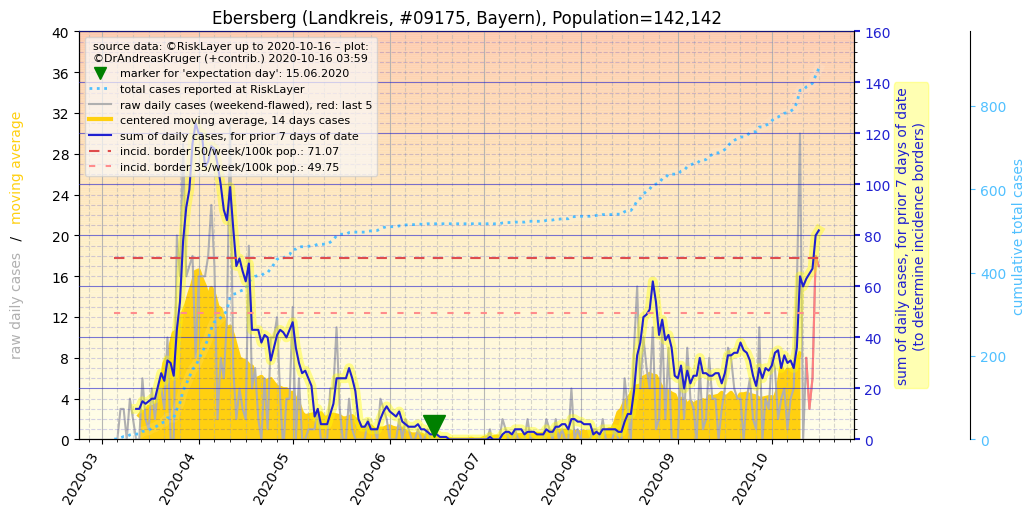 Ebersberg (Landkreis, #09175, Bayern), Population=142,142
source data: ©RiskLayer up to 2020-10-16 – plot:
©DrAndreasKruger (+contrib.) 2020-10-16 03:59
marker for 'expectation day': 15.06.2020
total cases reported at RiskLayer
raw daily cases (weekend-flawed), red: last 5
centered moving average, 14 days cases
sum of daily cases, for prior 7 days of date
incid. border 50/week/100k pop.: 71.07
incid. border 35/week/100k pop.: 49.75
raw daily cases / moving average
40
36
32
28
24
20
16
12
8
4
0
160
140
120
100
80
60
40
20
0
sum of daily cases, for prior 7 days of date
(to determine incidence borders)
800
600
400
200
0
cumulative total cases
2020-03
2020-04
2020-05
2020-06
2020-07
2020-08
2020-09
2020-10